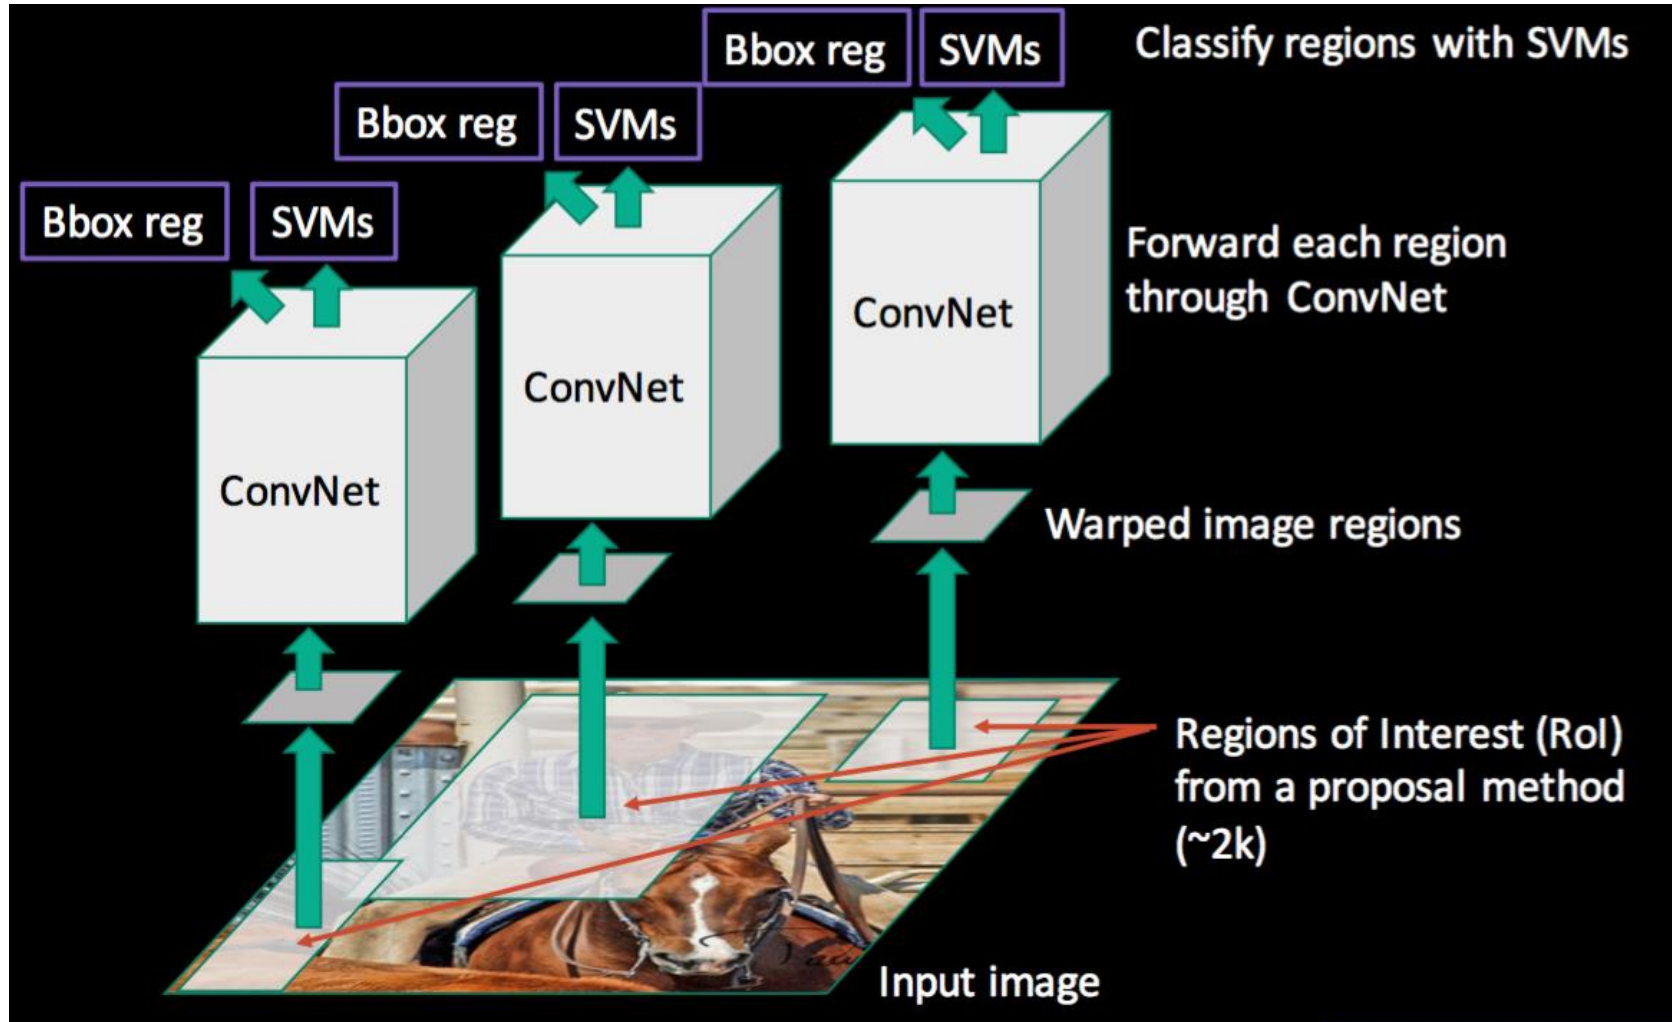 Bbox reg
SVMs
Classify regions with SVMs
Bbox reg
SVMs
Bbox reg
SVMs
ConvNet
Forward each region
through ConvNet
ConvNet
ConvNet
Warped image regions
Regions of Interest (RoI)
from a proposal method
(~2k)
Input image